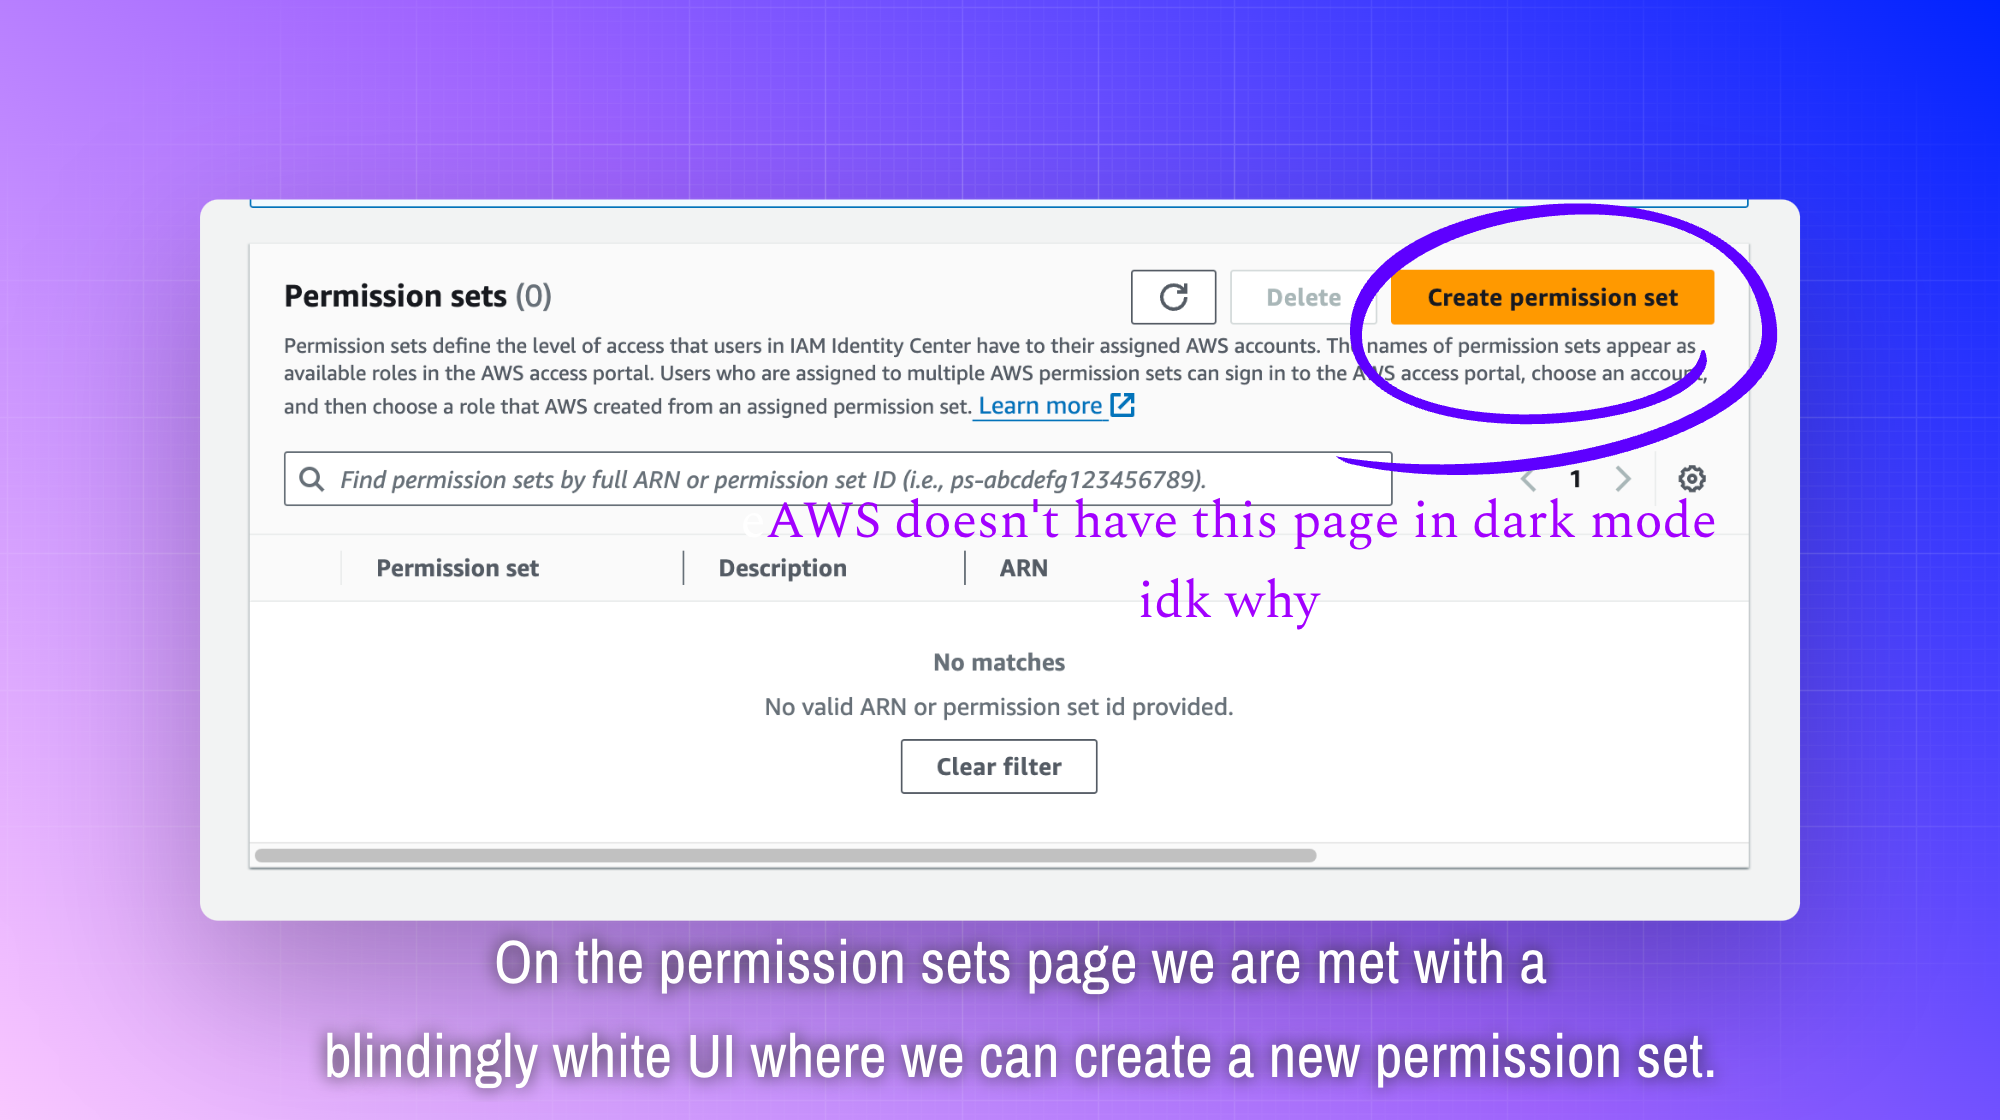 Permission sets (0)
Delete
Create permission set
Permission sets define the level of access that users in IAM Identity Center have to their assigned AWS accounts. The names of permission sets appear as
available roles in the AWS access portal. Users who are assigned to multiple AWS permission sets can sign in to the AWS access portal, choose an account,
and then choose a role that AWS created from an assigned permission set. Learn more
Find permission sets by full ARN or permission set ID (i.e., ps-abcdefg123456789).
1
eAWS doesn't have this page in dark mode
idk why
Permission set
Description
ARN
No matches
No valid ARN or permission set id provided.
Clear filter
On the permission sets page we are met with a
blindingly white UI where we can create a new permission set.